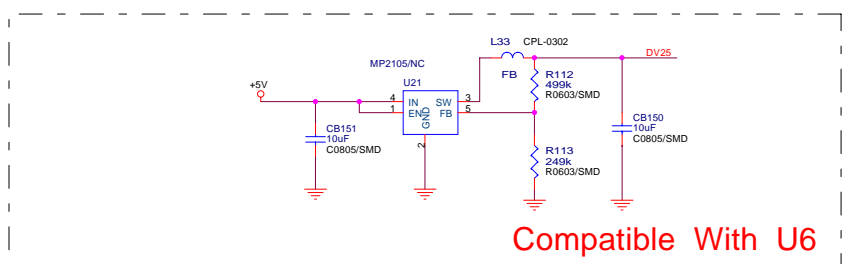 L33 CPL-0302
DV25
MP2105/NC
U21
FB
R112
499k
R0603/SMD
+5V
4 IN SW 3
1 EN FB 5
GND
2
CB151
10uF
C0805/SMD
CB150
10uF
C0805/SMD
R113
249k
R0603/SMD
Compatible With U6